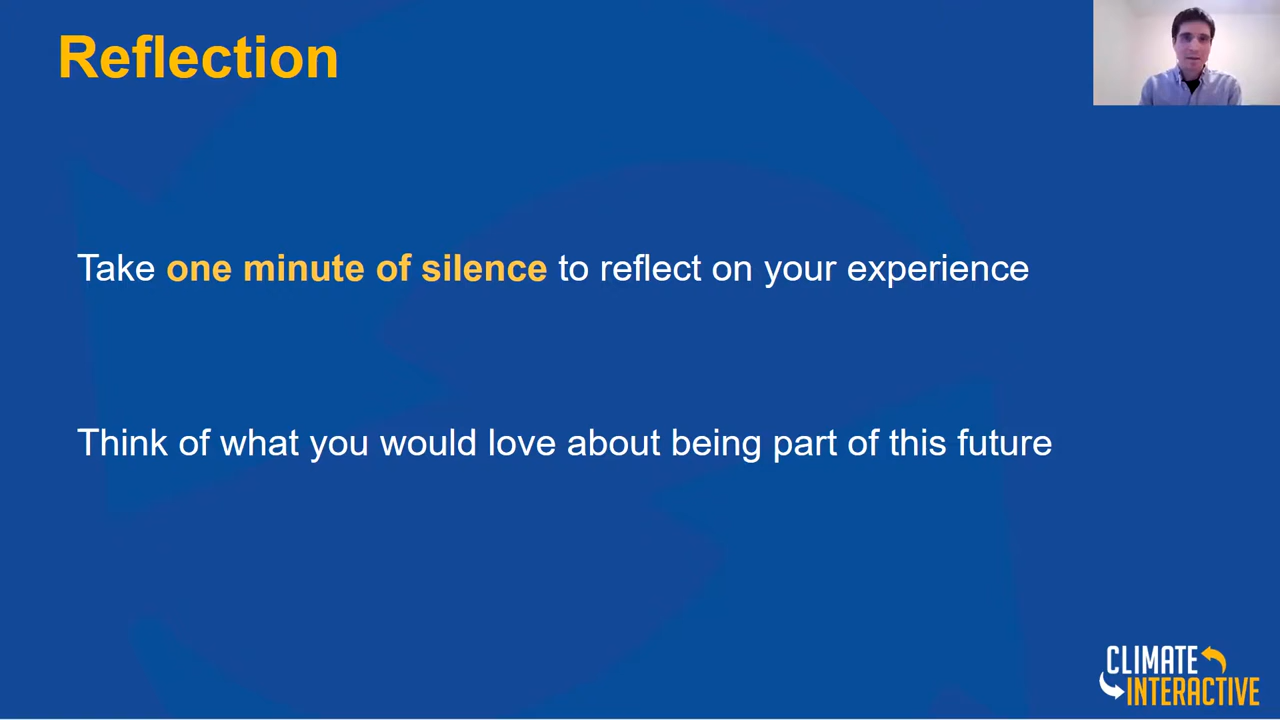 Reflection
Take one minute of silence to reflect on your experience
Think of what you would love about being part of this future
CLIMATE
INTERACTIVE